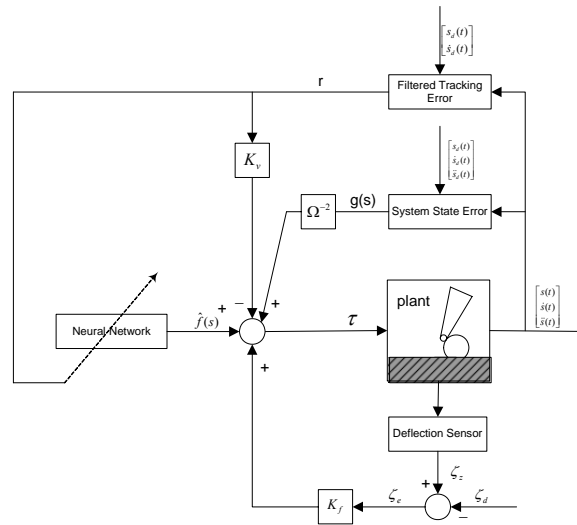 [s_d(t)
ṡ_d(t)]
r
Filtered Tracking
Error
K_v
[s_d(t)
ṡ_d(t)
s̈_d(t)]
g(s)
Ω⁻²
System State Error
plant
[s(t)
ṡ(t)
s̈(t)]
+
−
+
Neural Network
f̂(s)
τ
+
Deflection Sensor
+
ζ_z
K_f
ζ_e
ζ_d
−